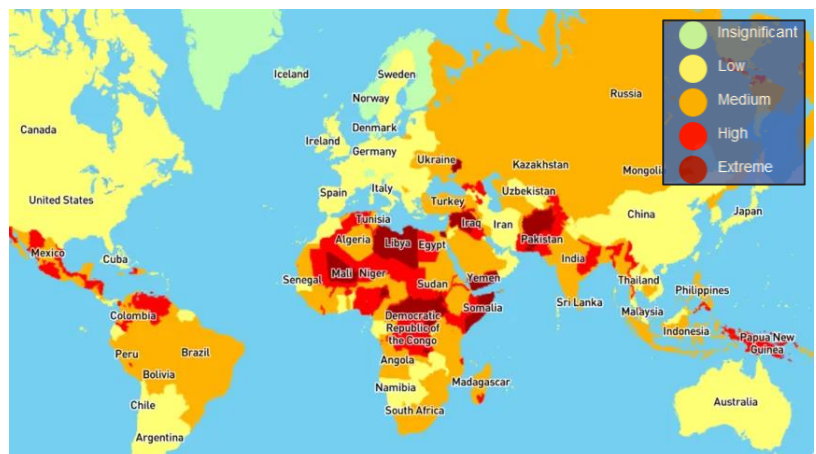 Insignificant
Low
Medium
High
Extreme
Iceland
Sweden
Norway
Russia
Canada
Denmark
Ireland
Germany
Ukraine
Kazakhstan
Mongolia
Spain
Italy
Uzbekistan
United States
Turkey
China
Japan
Tunisia
Iraq
Iran
Algeria
Libya
Egypt
Pakistan
Mexico
Cuba
India
Mali
Niger
Senegal
Sudan
Yemen
Thailand
Philippines
Sri Lanka
Colombia
Somalia
Malaysia
Democratic
Republic of
the Congo
Indonesia
Papua New
Guinea
Peru
Brazil
Angola
Bolivia
Namibia
Madagascar
Chile
South Africa
Australia
Argentina